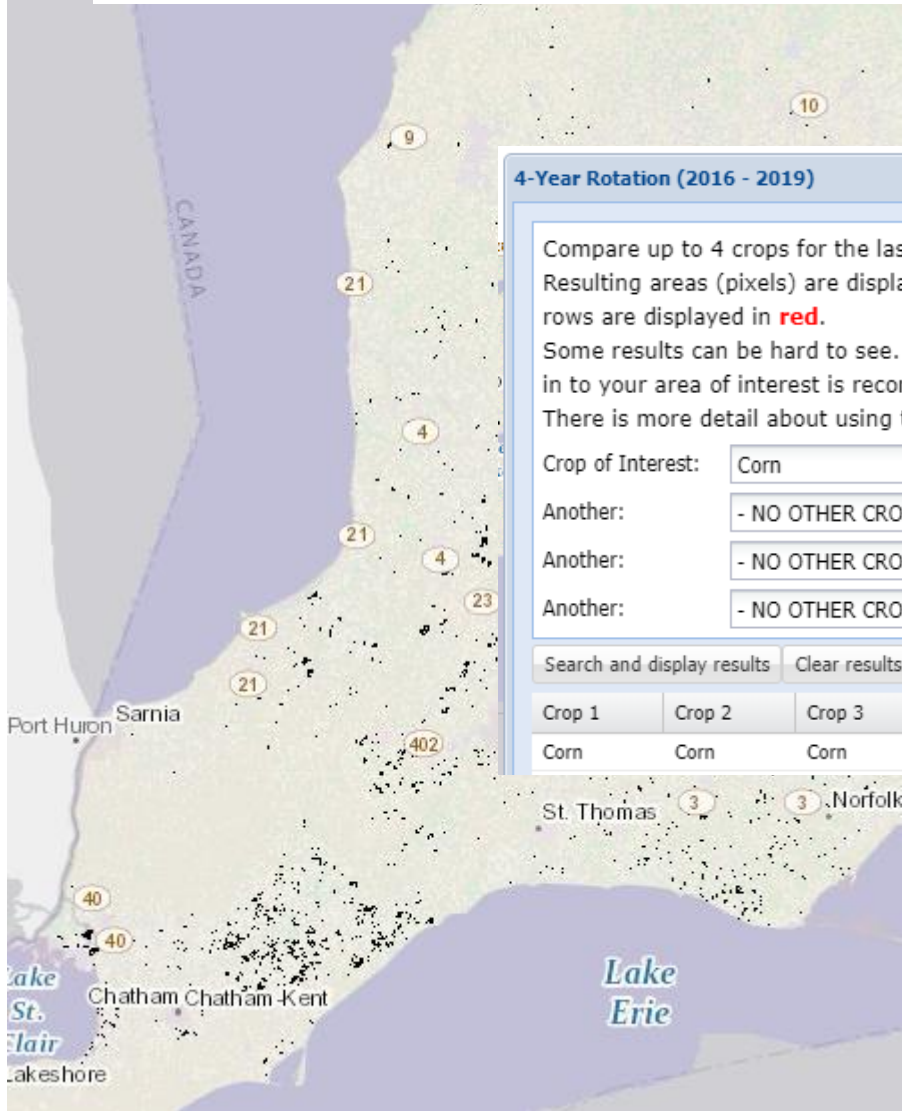 10
9
CANADA
21
4
21
4
23
21
21
Port Huron
Sarnia
402
4-Year Rotation (2016 - 2019)
Compare up to 4 crops for the las
Resulting areas (pixels) are displa
rows are displayed in red.
Some results can be hard to see.
in to your area of interest is recor
There is more detail about using t
Crop of Interest: Corn
Another: - NO OTHER CRO
Another: - NO OTHER CRO
Another: - NO OTHER CRO
Search and display results Clear results
Crop 1 Crop 2 Crop 3
Corn Corn Corn
St. Thomas
3
3
Norfolk
40
40
Lake
St.
Clair
Chatham
Chatham-Kent
Lakeshore
Lake
Erie